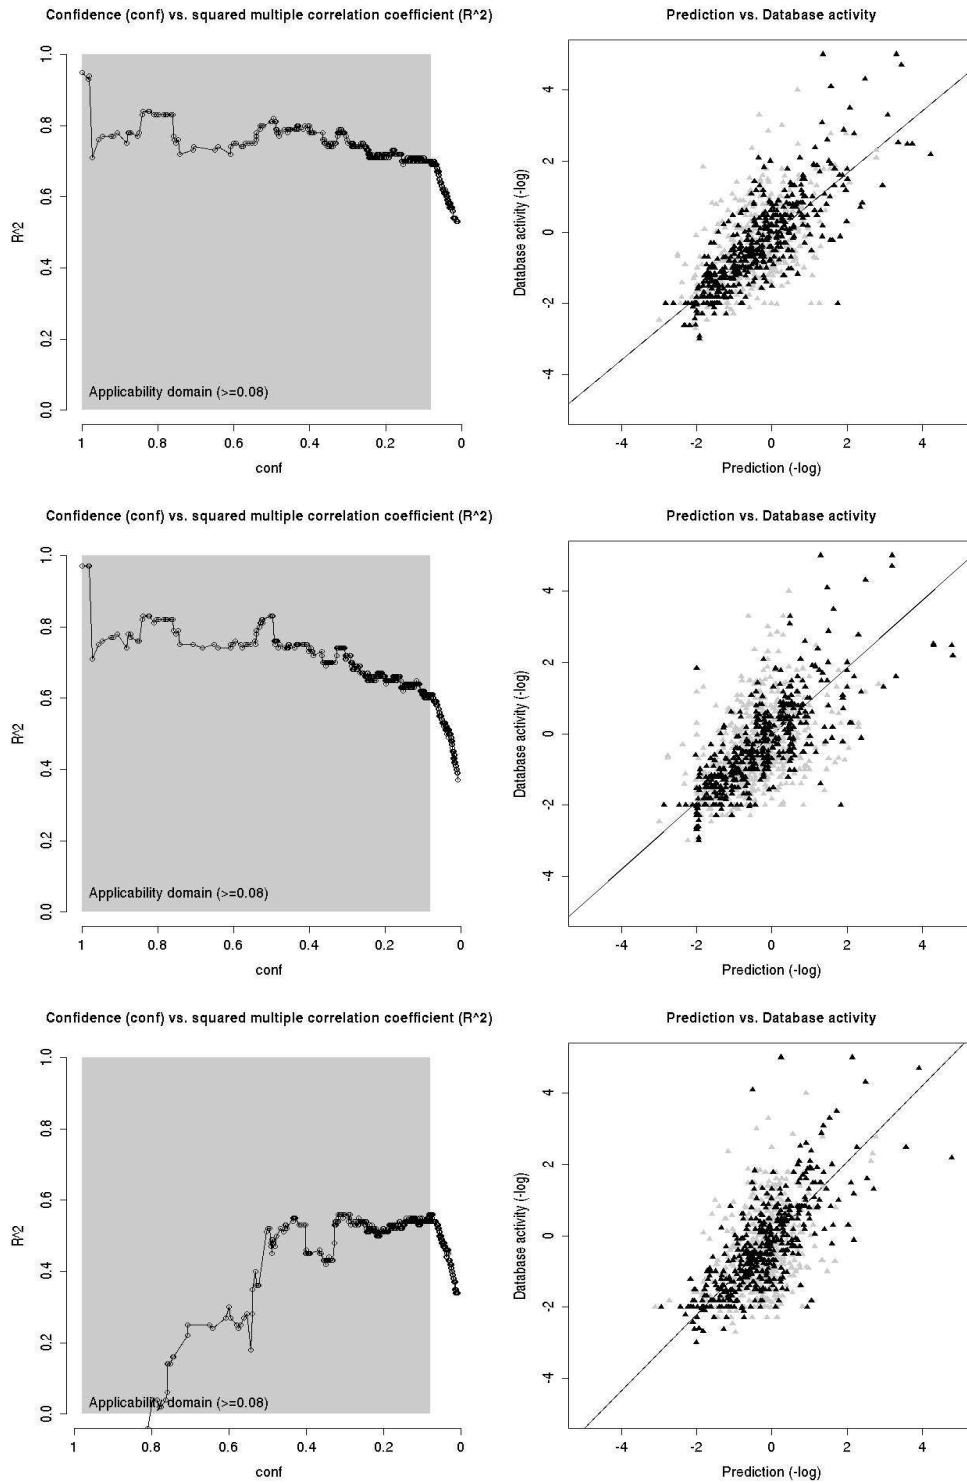 Confidence (conf) vs. squared multiple correlation coefficient (R^2)
R^2
1.0
0.8
0.6
0.4
0.2
0.0
Applicability domain (>=0.08)
1 0.8 0.6 0.4 0.2 0
conf
Prediction vs. Database activity
Database activity (-log)
4
2
0
-2
-4
-4 -2 0 2 4
Prediction (-log)
Confidence (conf) vs. squared multiple correlation coefficient (R^2)
R^2
1.0
0.8
0.6
0.4
0.2
0.0
Applicability domain (>=0.08)
1 0.8 0.6 0.4 0.2 0
conf
Prediction vs. Database activity
Database activity (-log)
4
2
0
-2
-4
-4 -2 0 2 4
Prediction (-log)
Confidence (conf) vs. squared multiple correlation coefficient (R^2)
R^2
1.0
0.8
0.6
0.4
0.2
0.0
Applicability domain (>=0.08)
1 0.8 0.6 0.4 0.2 0
conf
Prediction vs. Database activity
Database activity (-log)
4
2
0
-2
-4
-4 -2 0 2 4
Prediction (-log)